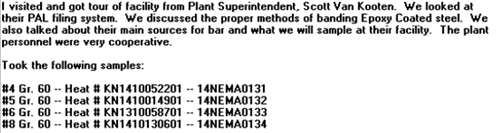 I visited and got tour of facility from Plant Superintendent, Scott Van Kooten.  We looked at
their PAL filing system.  We discussed the proper methods of banding Epoxy Coated steel.  We
also talked about their main sources for bar and what we will sample at their facility.  The plant
personnel were very cooperative.

Took the following samples:

#4 Gr. 60 -- Heat # KN1410052201 -- 14NEMA0131
#5 Gr. 60 -- Heat # KN1410014901 -- 14NEMA0132
#6 Gr. 60 -- Heat # KN1310058701 -- 14NEMA0133
#8 Gr. 60 -- Heat # KN1410130601 -- 14NEMA0134